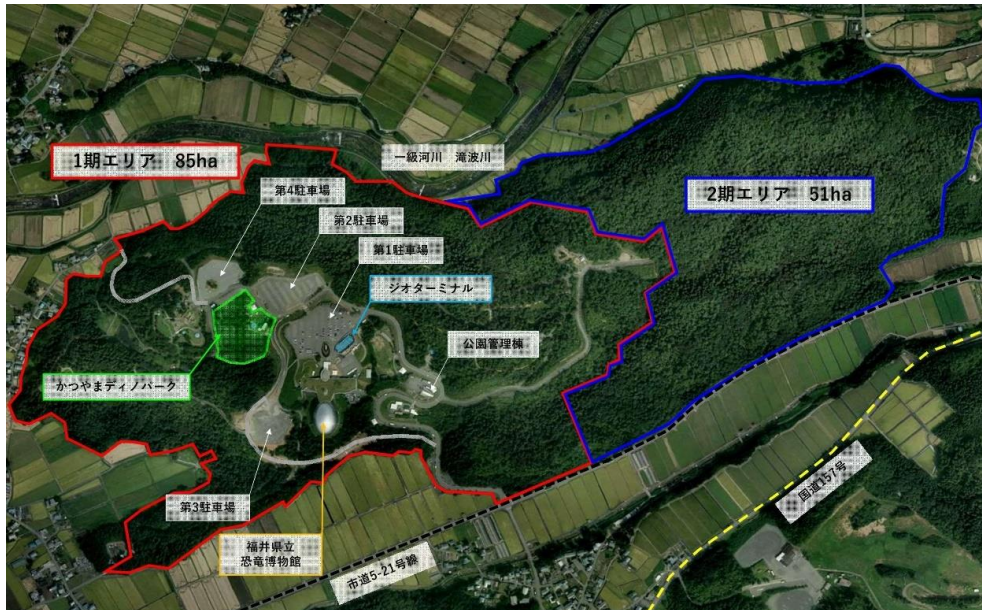 1期エリア 85ha
一級河川 滝波川
第4駐車場
2期エリア 51ha
第2駐車場
第1駐車場
ジオターミナル
公園管理棟
かつやまディノパーク
第3駐車場
国道157号
福井県立
恐竜博物館
市道5-21号線